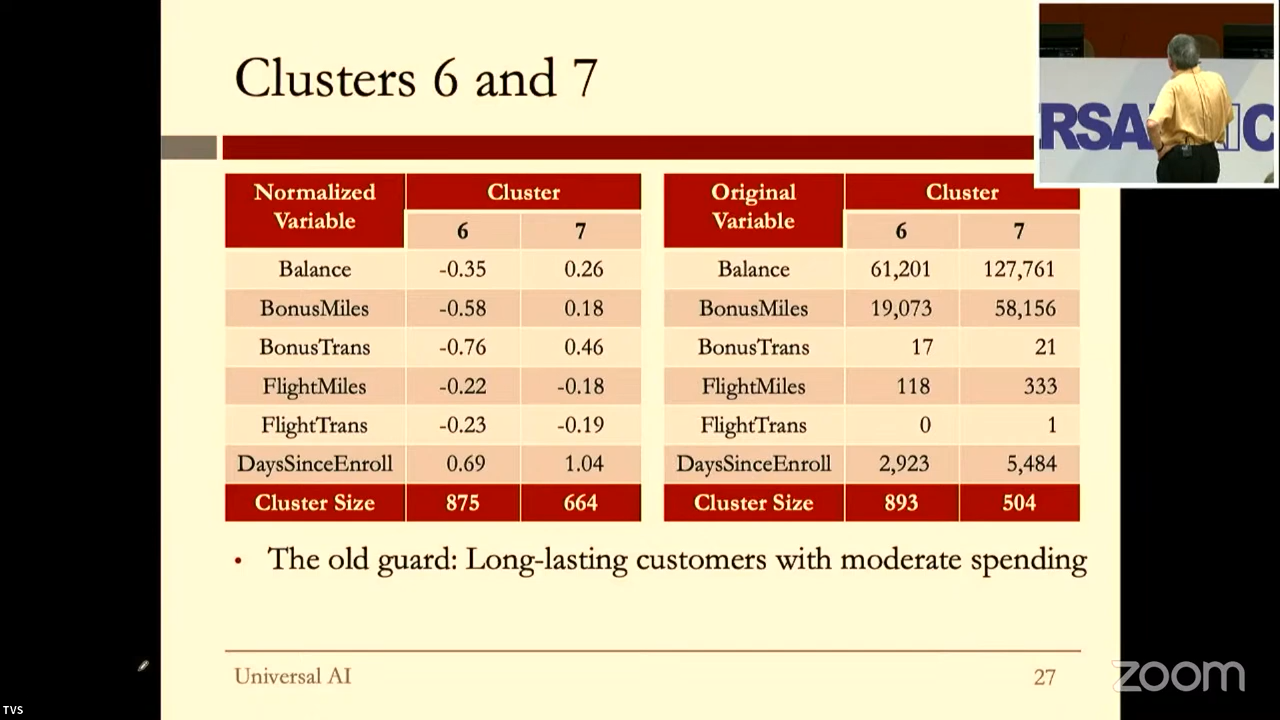 Clusters 6 and 7
RSA
C
Normalized Variable Cluster
6 7
Balance -0.35 0.26
BonusMiles -0.58 0.18
BonusTrans -0.76 0.46
FlightMiles -0.22 -0.18
FlightTrans -0.23 -0.19
DaysSinceEnroll 0.69 1.04
Cluster Size 875 664
Original Variable Cluster
6 7
Balance 61,201 127,761
BonusMiles 19,073 58,156
BonusTrans 17 21
FlightMiles 118 333
FlightTrans 0 1
DaysSinceEnroll 2,923 5,484
Cluster Size 893 504
• The old guard: Long-lasting customers with moderate spending
Universal AI 27
zoom
TVS